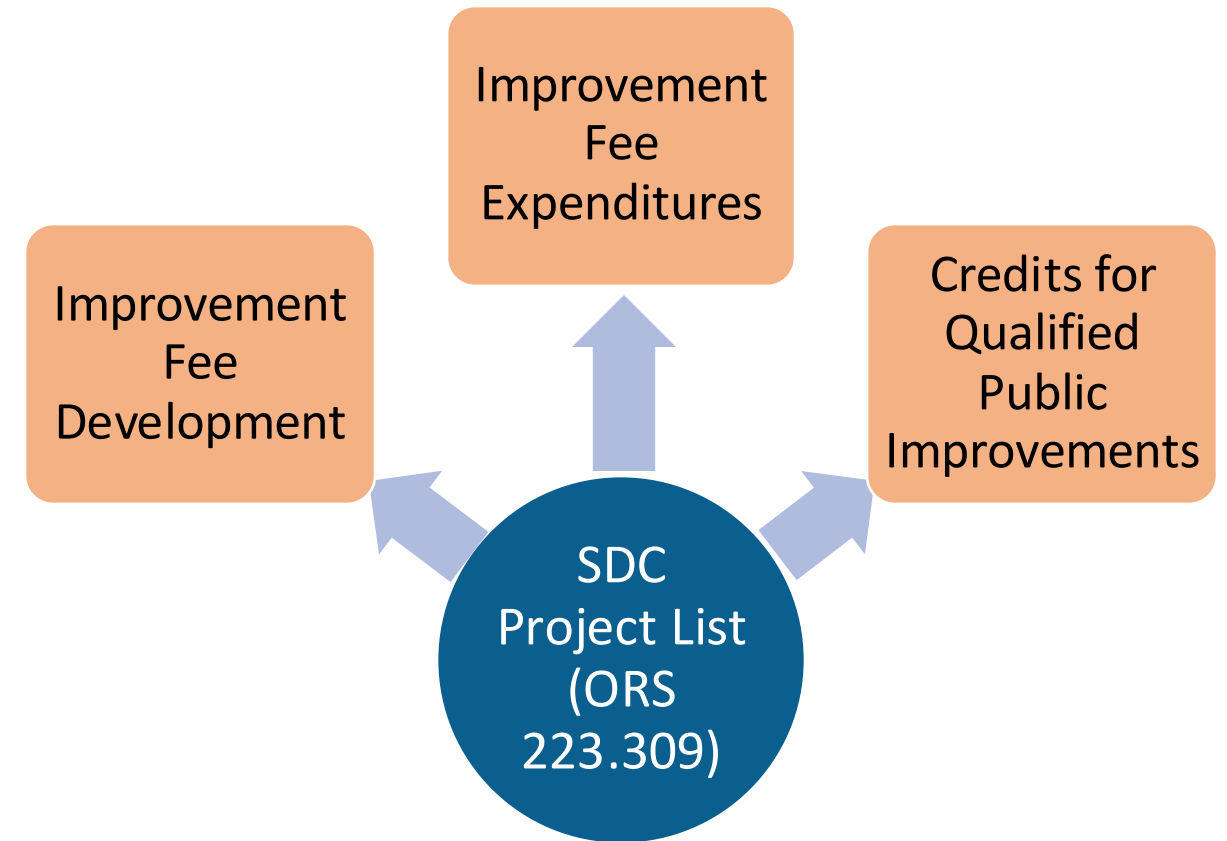 Improvement
Fee
Expenditures
Improvement
Fee
Development
Credits for
Qualified
Public
Improvements
SDC
Project List
(ORS
223.309)